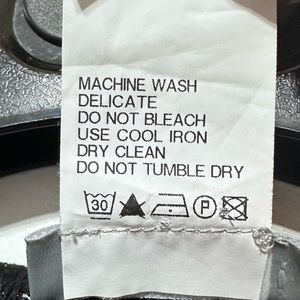 MACHINE WASH
DELICATE
DO NOT BLEACH
USE COOL IRON
DRY CLEAN
DO NOT TUMBLE DRY
30 P